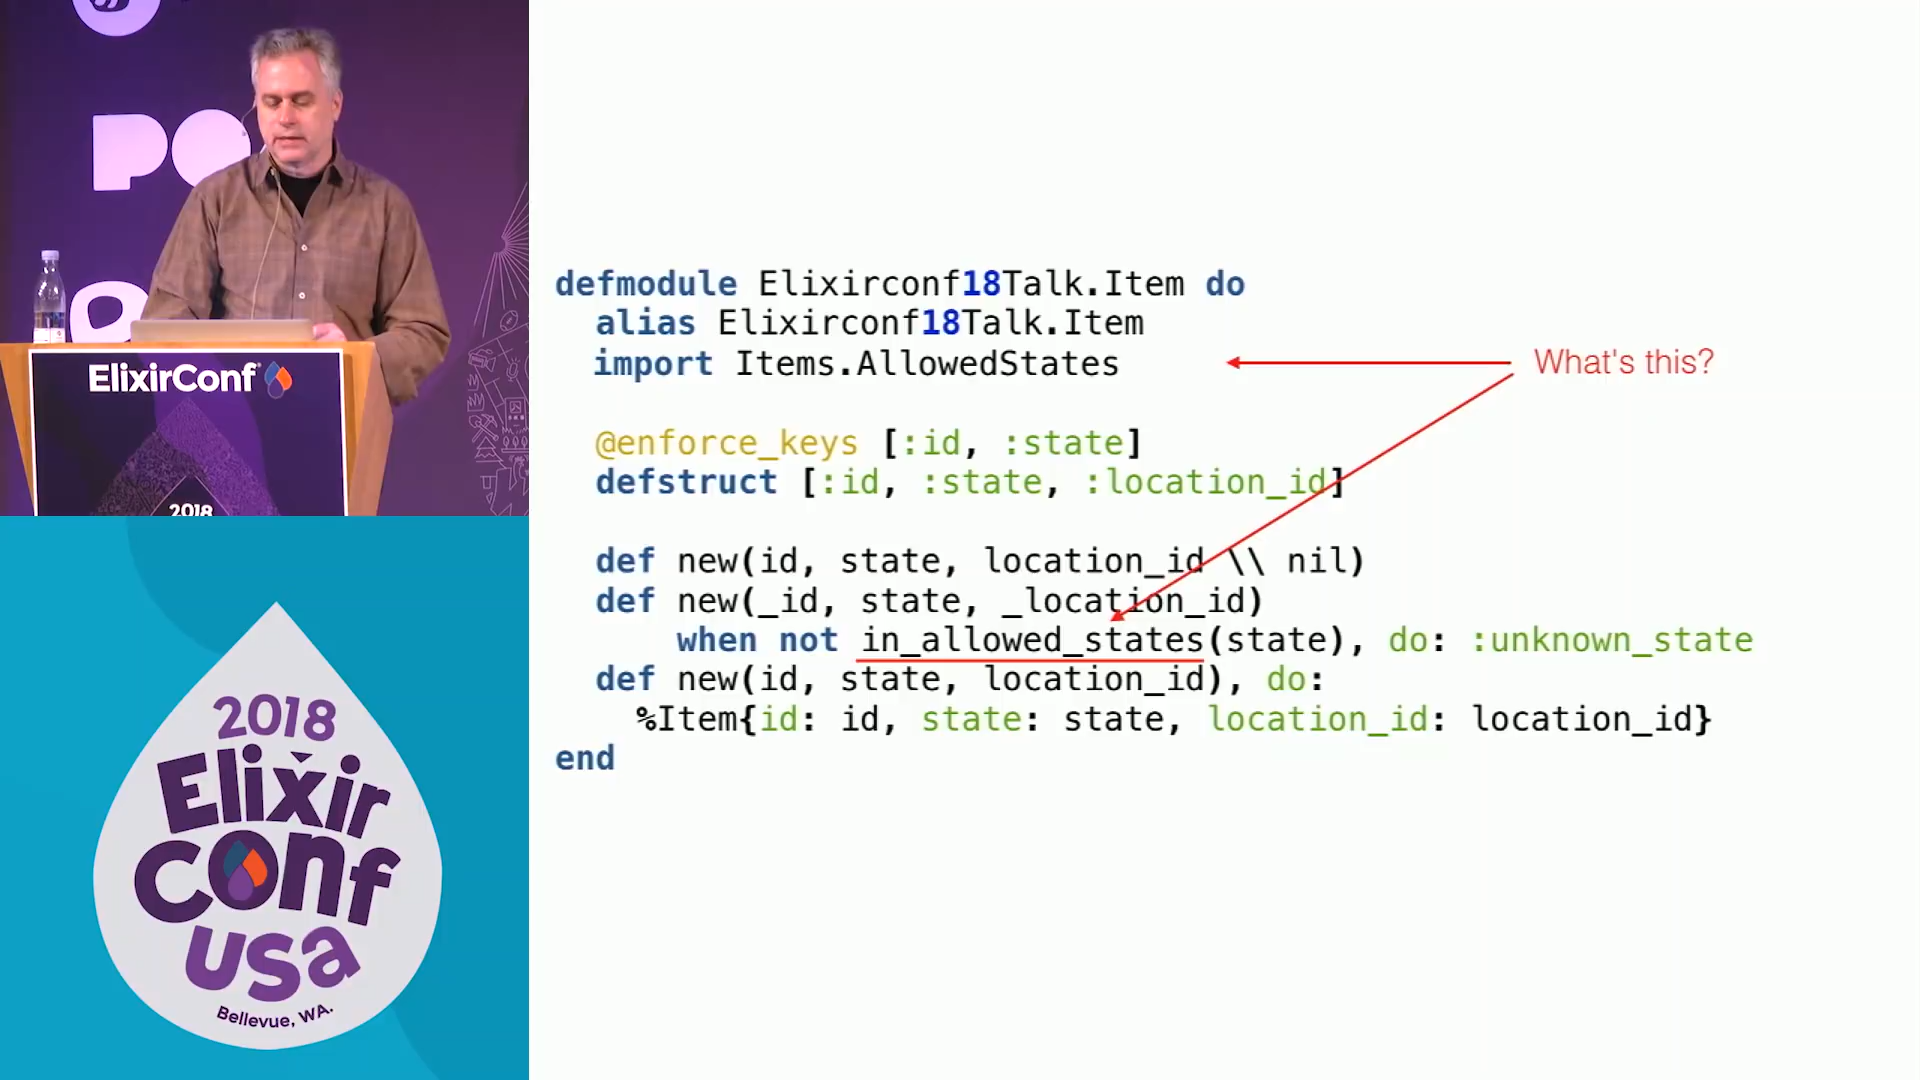 PO
ElixirConf
2018
2018
Elixir
Conf
USA
Bellevue, WA.
defmodule Elixirconf18Talk.Item do
alias Elixirconf18Talk.Item
import Items.AllowedStates
What's this?
@enforce_keys [:id, :state]
defstruct [:id, :state, :location_id]
def new(id, state, location_id \\ nil)
def new(_id, state, _location_id)
when not in_allowed_states(state), do: :unknown_state
def new(id, state, location_id), do:
%Item{id: id, state: state, location_id: location_id}
end